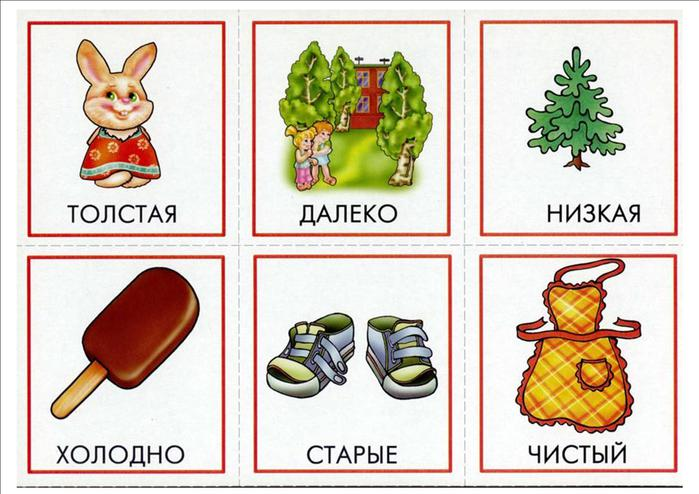 ТОЛСТАЯ
ДАЛЕКО
НИЗКАЯ
ХОЛОДНО
СТАРЫЕ
ЧИСТЫЙ